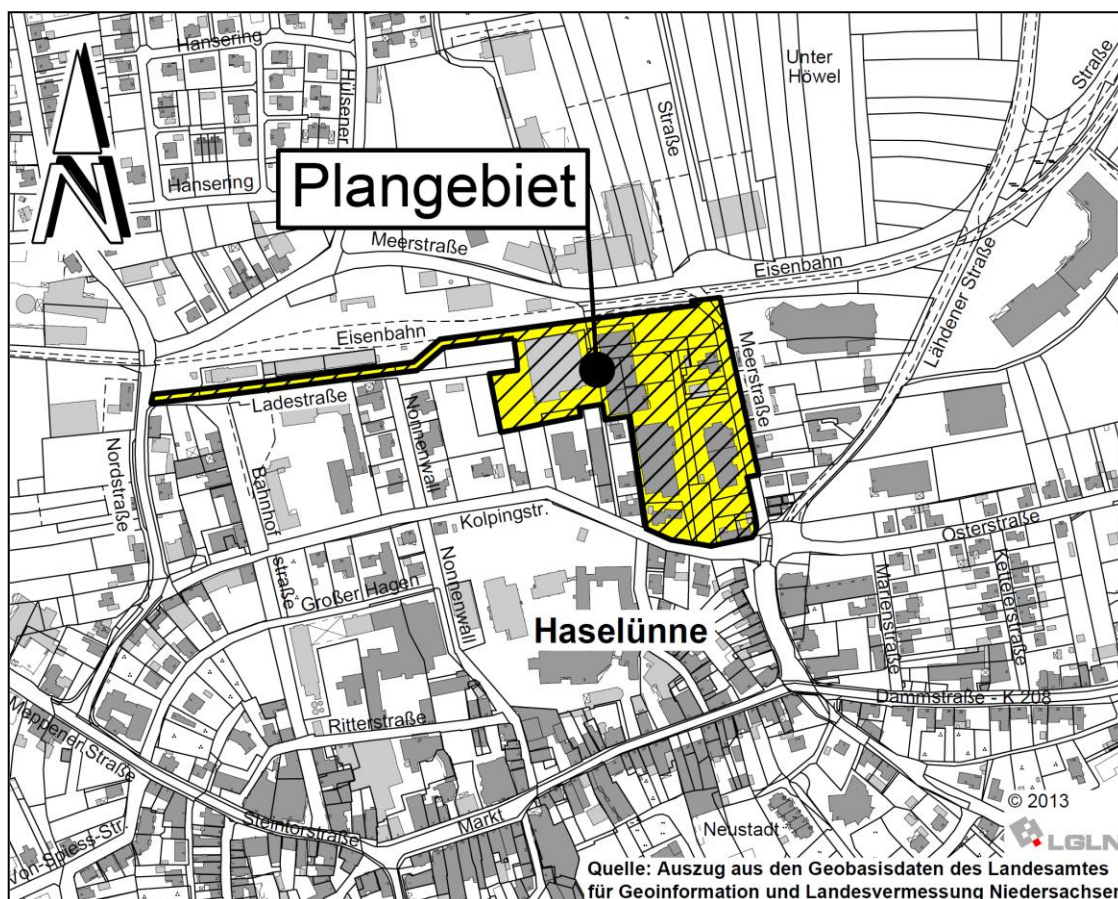 Hansering
Hülsener
Unter
Höwel
Straße
Straße
Hansering
Plangebiet
Meerstraße
Eisenbahn
Eisenbahn
Lähdener Straße
Meerstraße
Ladestraße
Nonnenwall
Nordstraße
Bahnhof
straße
Kolpingstr.
Osterstraße
Großer Hagen
Nonnenwall
Haselünne
Marienstraße
Kettelerstraße
Dammstraße - K 208
Meppener Straße
Ritterstraße
Steintorstraße
Markt
Neustadt
Von-Spiess-Str.
© 2013
LGLN
Quelle: Auszug aus den Geobasisdaten des Landesamtes
für Geoinformation und Landesvermessung Niedersachsen
N